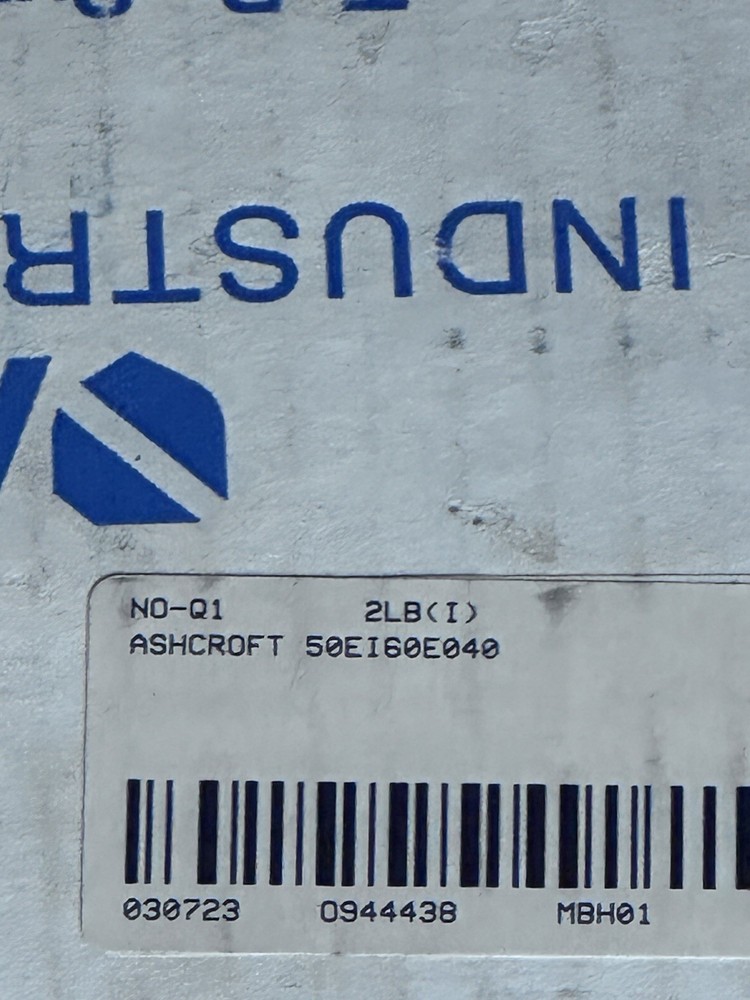 INDUSTR
NO-Q1 2LB(I)
ASHCROFT 50EI60E040
030723 0944438 MBH01